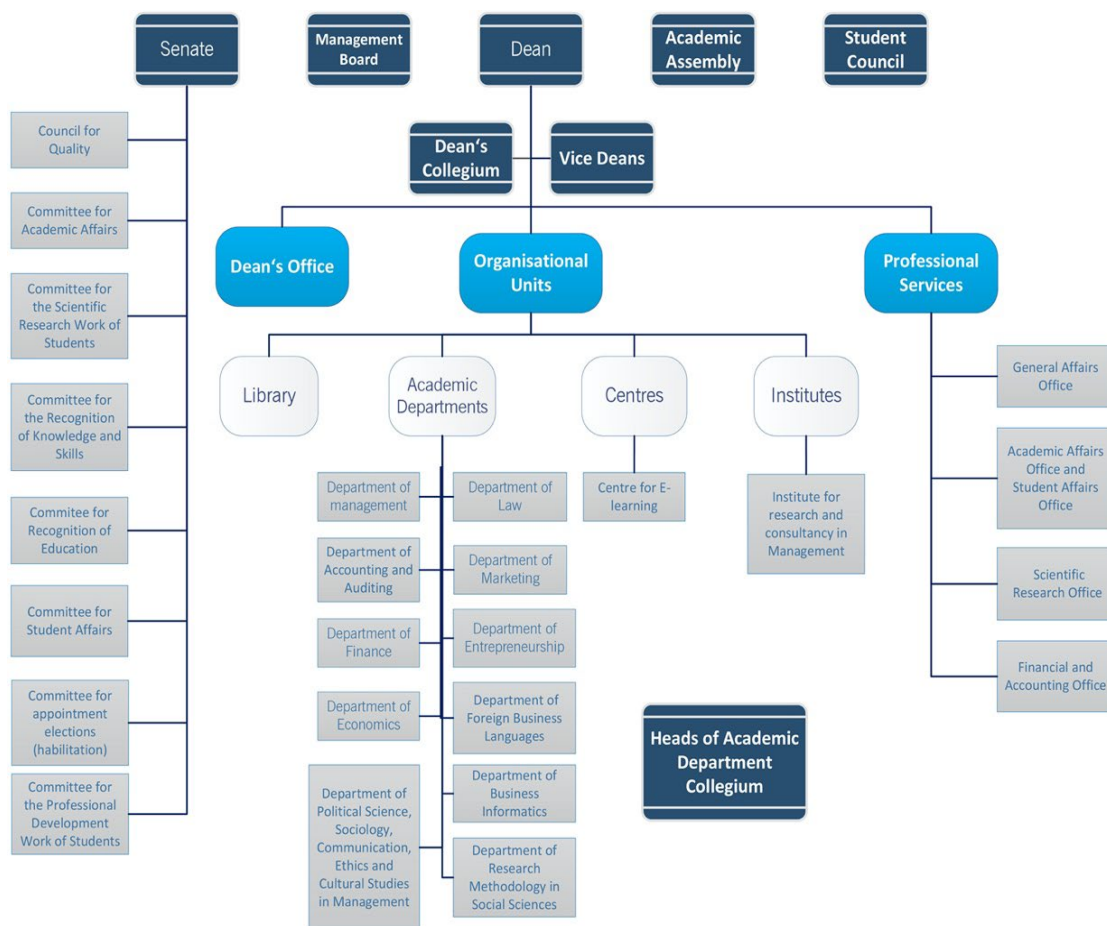 Senate
Management
Board
Dean
Academic
Assembly
Student
Council
Dean's
Collegium
Vice Deans
Council for
Quality
Committee for
Academic Affairs
Committee for
the Scientific
Research Work of
Students
Committee for
the Recognition
of Knowledge and
Skills
Commitee for
Recognition of
Education
Committee for
Student Affairs
Committee for
appointment
elections
(habilitation)
Committee for
the Professional
Development
Work of Students
Dean's Office
Organisational
Units
Professional
Services
Library
Academic
Departments
Centres
Institutes
Department of
management
Department of
Law
Department of
Accounting and
Auditing
Department of
Marketing
Department of
Finance
Department of
Entrepreneurship
Department of
Economics
Department of
Foreign Business
Languages
Department of
Political Science,
Sociology,
Communication,
Ethics and
Cultural Studies
in Management
Department of
Business
Informatics
Department of
Research
Methodology in
Social Sciences
Centre for E-
learning
Institute for
research and
consultancy in
Management
General Affairs
Office
Academic Affairs
Office and
Student Affairs
Office
Scientific
Research Office
Financial and
Accounting Office
Heads of Academic
Department
Collegium